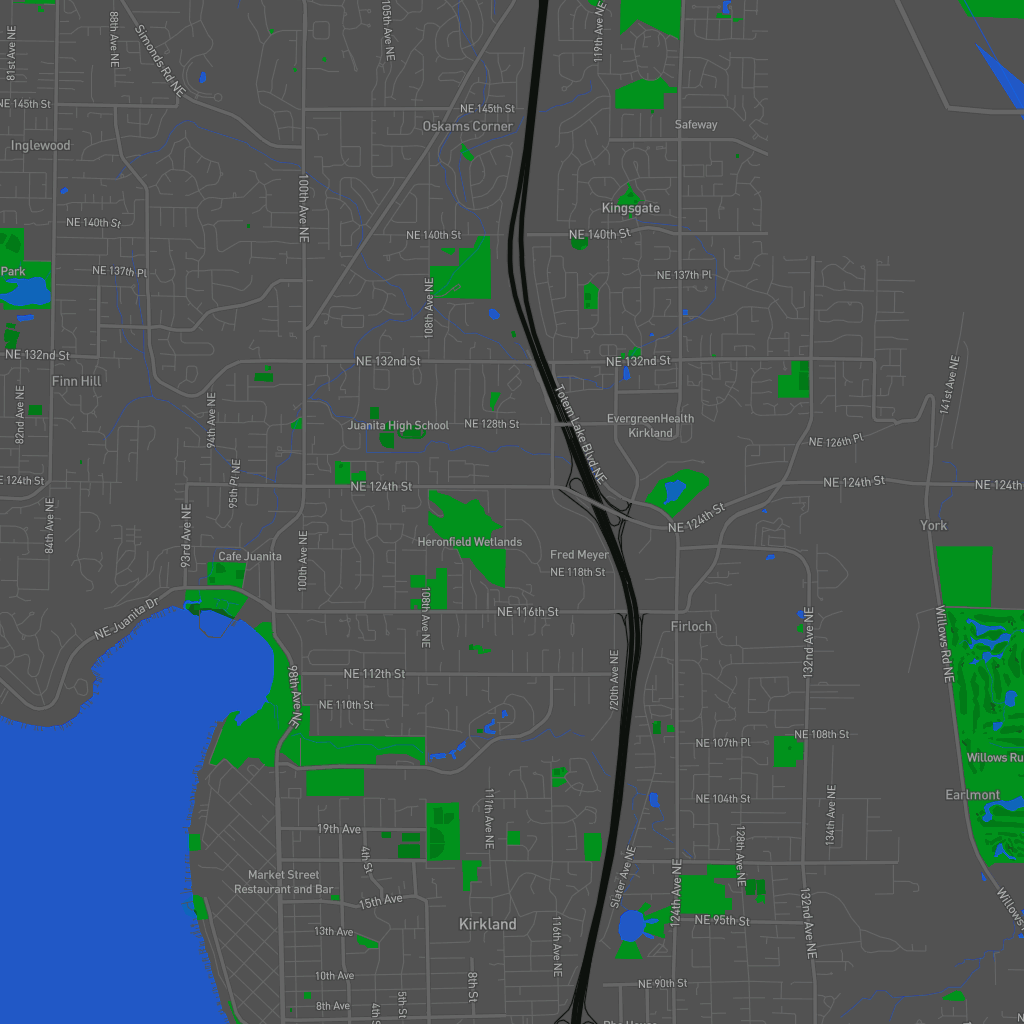 81st Ave NE
88th Ave NE
Simonds Rd NE
105th Ave NE
119th Ave NE
NE 145th St
NE 145th St
Oskams Corner
Safeway
Inglewood
100th Ave NE
NE 140th St
NE 140th St
Kingsgate
NE 140th St
Park
NE 137th Pl
108th Ave NE
NE 137th Pl
NE 132nd St
NE 132nd St
NE 132nd St
Finn Hill
82nd Ave NE
94th Ave NE
Juanita High School
NE 128th St
Totem Lake Blvd NE
EvergreenHealth
Kirkland
141st Ave NE
NE 126th Pl
NE 124th St
95th Pl NE
NE 124th St
NE 124th St
NE 124th
84th Ave NE
93rd Ave NE
NE 124th St
York
Cafe Juanita
100th Ave NE
Heronfield Wetlands
Fred Meyer
NE 118th St
108th Ave NE
NE Juanita Dr
NE 116th St
Firloch
132nd Ave NE
Willows Rd NE
98th Ave NE
NE 112th St
120th Ave NE
NE 110th St
NE 107th Pl
NE 108th St
Willows Ru
NE 104th St
Earlmont
111th Ave NE
134th Ave NE
19th Ave
4th St
128th Ave NE
Market Street
Restaurant and Bar
15th Ave
Slater Ave NE
124th Ave NE
132nd Ave NE
Willows
13th Ave
Kirkland
116th Ave NE
NE 95th St
10th Ave
8th St
NE 90th St
8th Ave
4th St
5th St